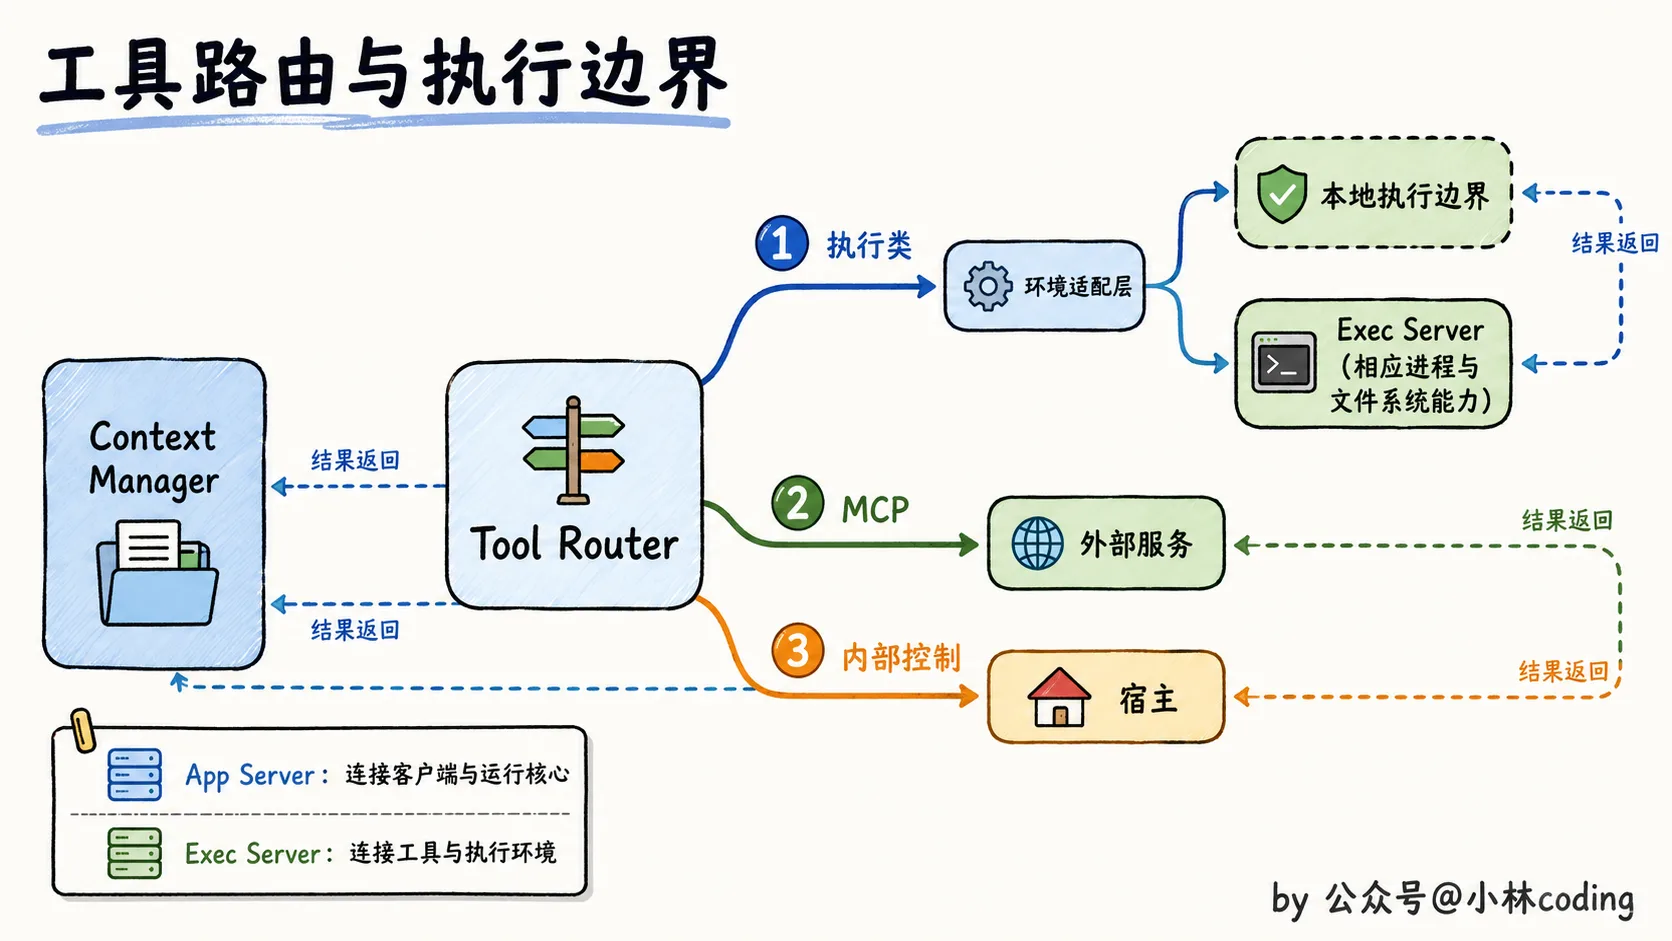 工具路由与执行边界
1 执行类
环境适配层
本地执行边界
结果返回
Exec Server
（相应进程与
文件系统能力）
Context
Manager
结果返回
结果返回
Tool Router
2 MCP
外部服务
结果返回
3 内部控制
宿主
结果返回
App Server：连接客户端与运行核心
Exec Server：连接工具与执行环境
by 公众号@小林coding